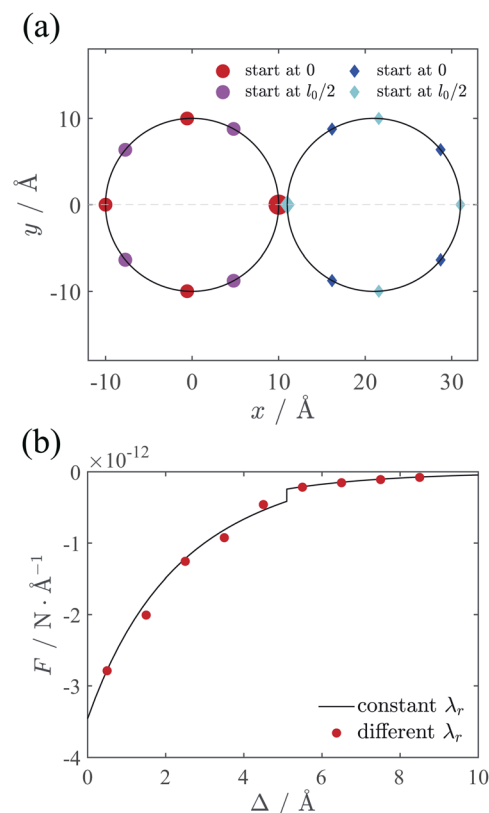 (a)
start at 0 start at 0
start at l₀/2 start at l₀/2
10
0
-10
y / Å
-10 0 10 20 30
x / Å
(b)
×10⁻¹²
0
-1
-2
-3
-4
F / N · Å⁻¹
constant λᵣ
different λᵣ
0 2 4 6 8 10
Δ / Å